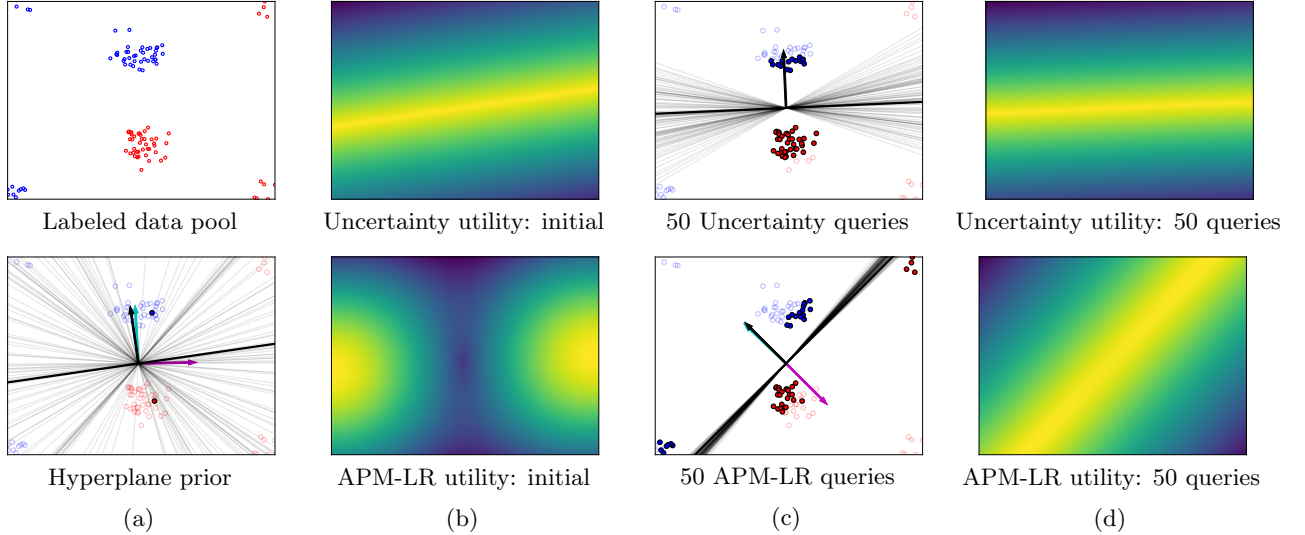 Labeled data pool
Uncertainty utility: initial
50 Uncertainty queries
Uncertainty utility: 50 queries
Hyperplane prior
APM-LR utility: initial
50 APM-LR queries
APM-LR utility: 50 queries
(a)
(b)
(c)
(d)